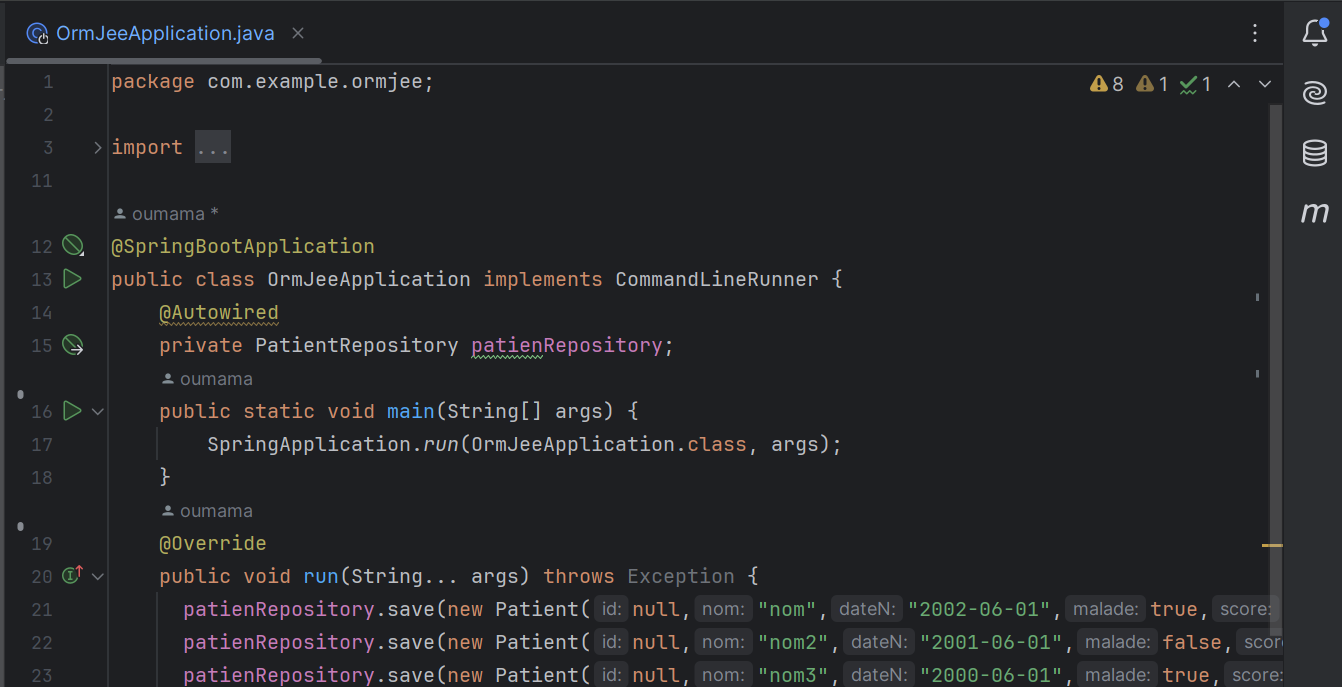 OrmJeeApplication.java
1 package com.example.ormjee;
8 1 1
2
3 import ...
11
oumama *
12 @SpringBootApplication
13 public class OrmJeeApplication implements CommandLineRunner {
14 @Autowired
15 private PatientRepository patienRepository;
oumama
16 public static void main(String[] args) {
17 SpringApplication.run(OrmJeeApplication.class, args);
18 }
oumama
19 @Override
20 public void run(String... args) throws Exception {
21 patienRepository.save(new Patient( id: null, nom: "nom", dateN: "2002-06-01", malade: true, score:
22 patienRepository.save(new Patient( id: null, nom: "nom2", dateN: "2001-06-01", malade: false, scor
23 patienRepository.save(new Patient( id: null, nom: "nom3", dateN: "2000-06-01", malade: true, score:
m